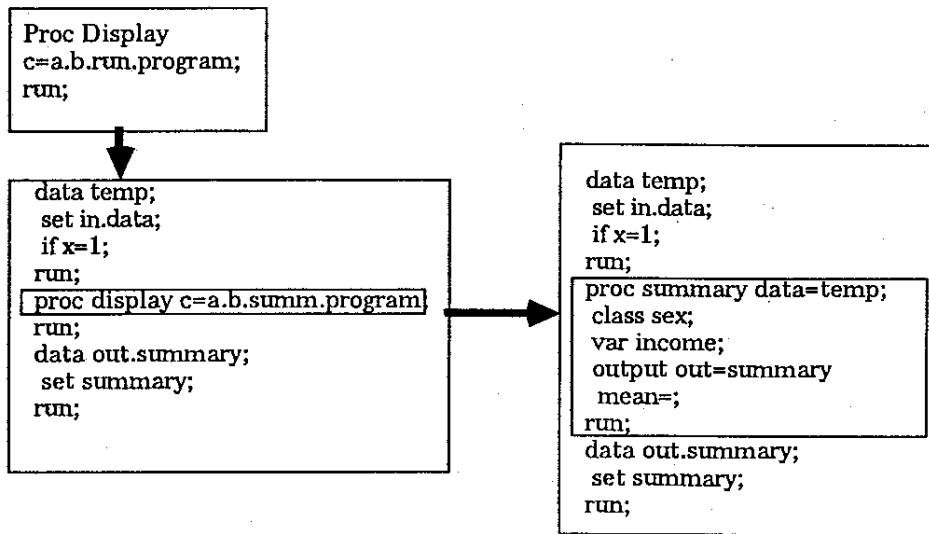 Proc Display
c=a.b.run.program;
run;
data temp;
set in.data;
if x=1;
run;
proc display c=a.b.summ.program
run;
data out.summary;
set summary;
run;
data temp;
set in.data;
if x=1;
run;
proc summary data=temp;
class sex;
var income;
output out=summary
mean=;
run;
data out.summary;
set summary;
run;